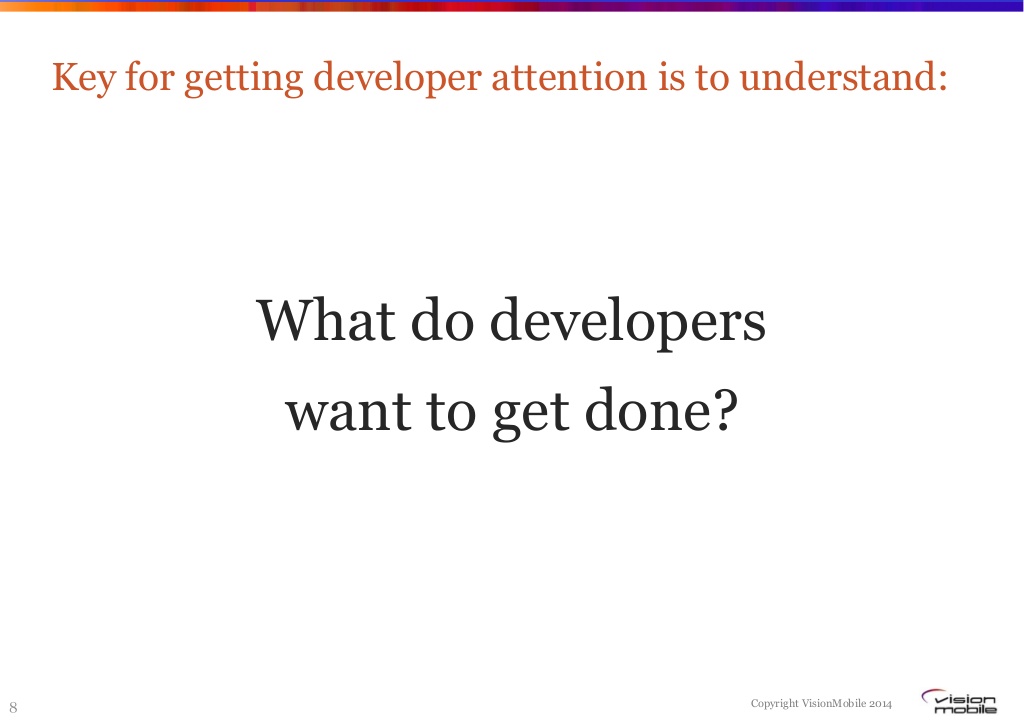 Key for getting developer attention is to understand:
What do developers
want to get done?
8
Copyright VisionMobile 2014
vision
mobile